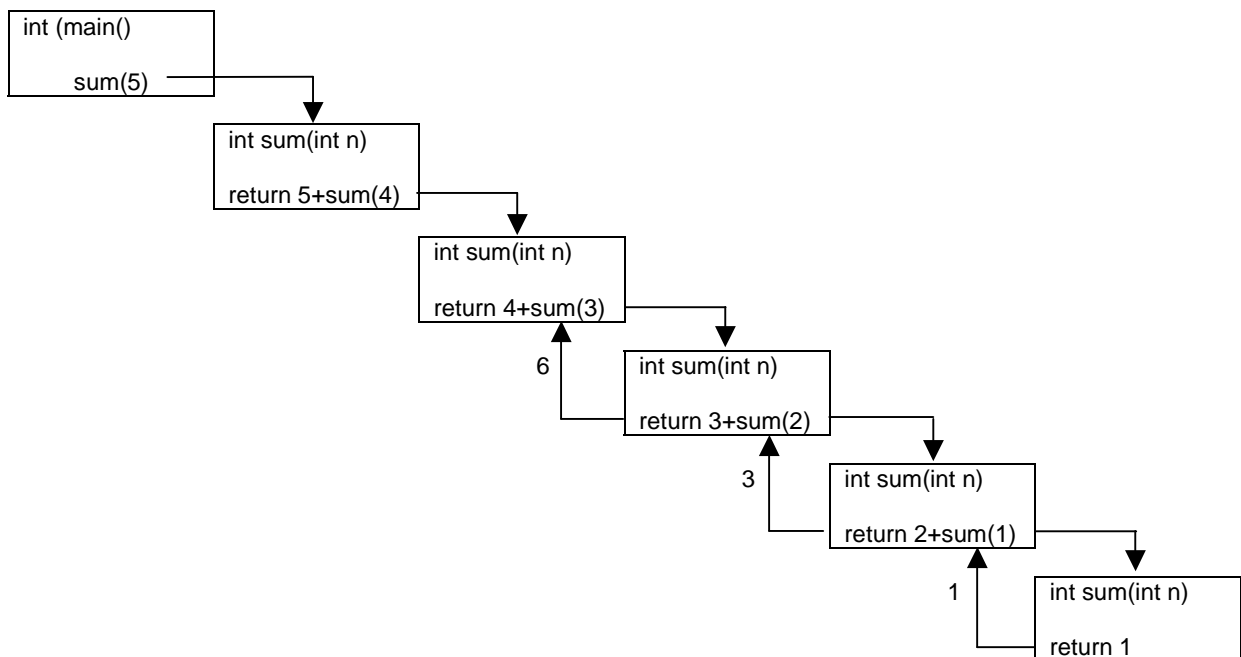 int (main()
sum(5)
int sum(int n)
return 5+sum(4)
int sum(int n)
return 4+sum(3)
6
int sum(int n)
return 3+sum(2)
3
int sum(int n)
return 2+sum(1)
1
int sum(int n)
return 1